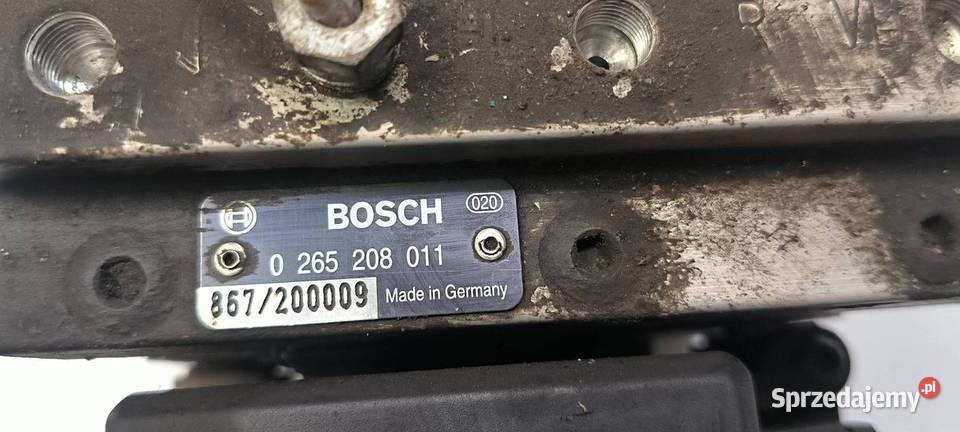 BOSCH 020
0 265 208 011
867/200009 Made in Germany
Sprzedajemy.pl